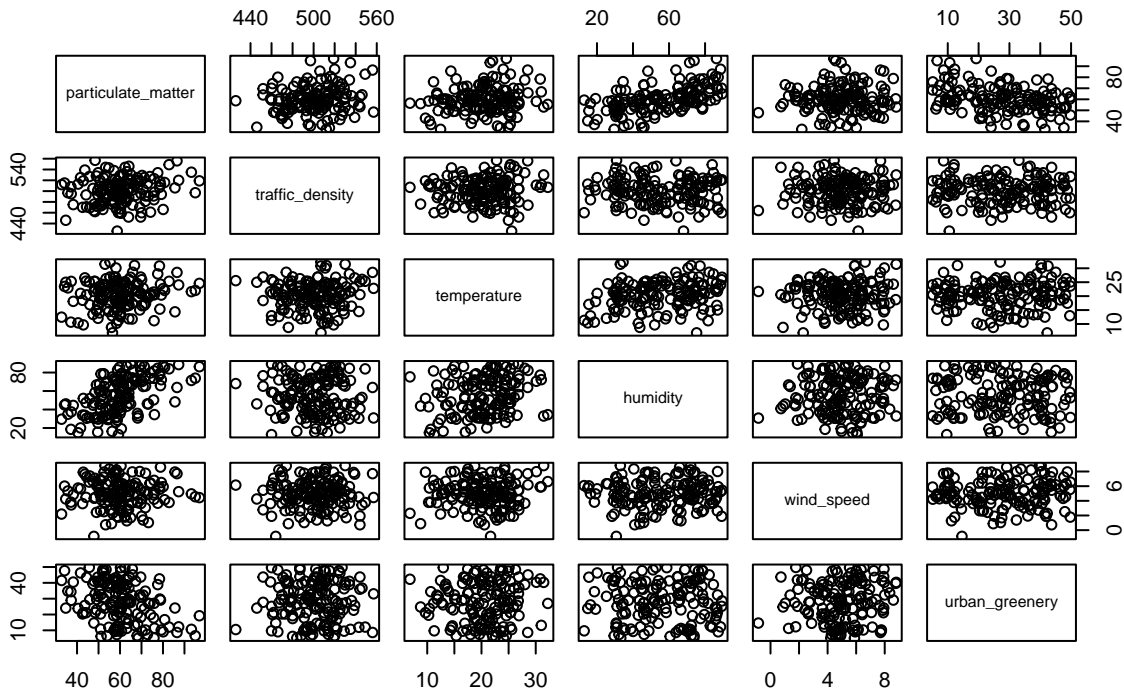 440 500 560 20 60 10 30 50
particulate_matter
40 80
440 540
traffic_density
temperature
10 25
20 80
humidity
wind_speed
0 6
10 40
urban_greenery
40 60 80 10 20 30 0 4 8